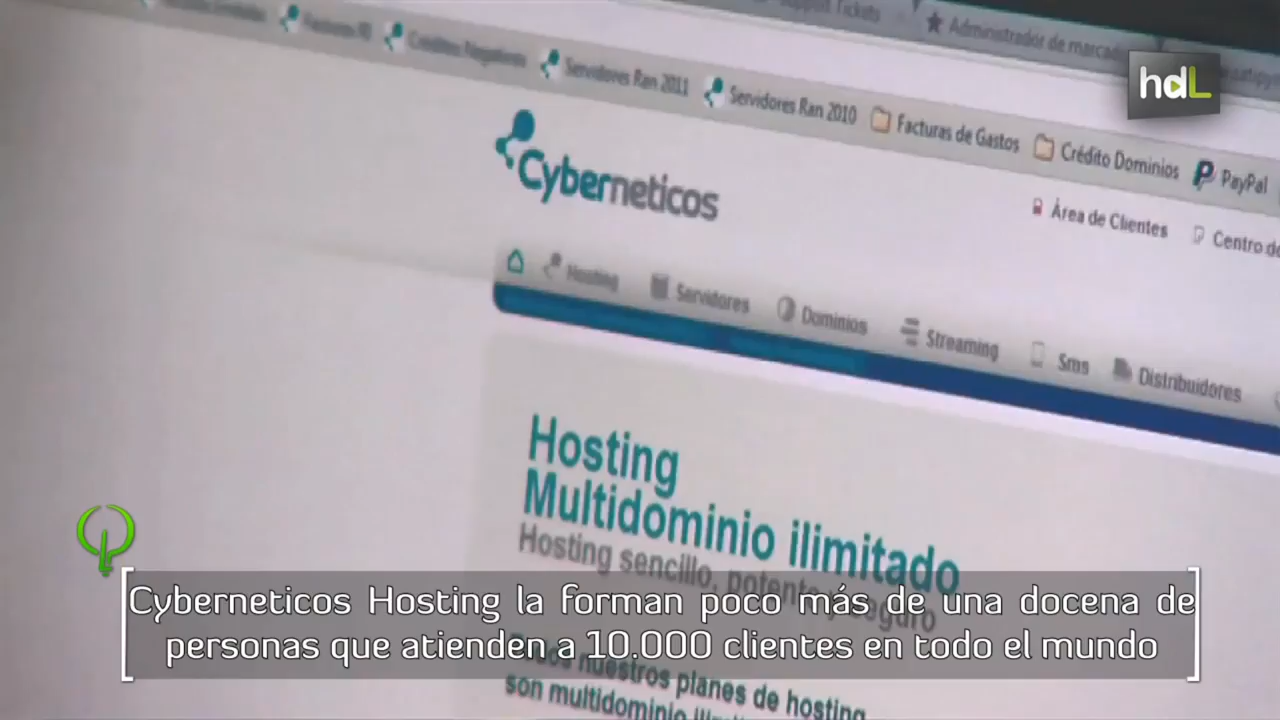 Support Tickets
Administrador de
hdL
Servidores Ran 2011
Servidores Ran 2010
Facturas de Gastos
Crédito Dominios
PayPal
Cyberneticos
Área de Clientes
Centro de
Hosting
Servidores
Dominios
Streaming
Sms
Distribuidores
Hosting
Multidominio ilimitado
Hosting sencillo, potente y seguro
Cyberneticos Hosting la forman poco más de una docena de
personas que atienden a 10.000 clientes en todo el mundo
nuestros planes de hosting
son multidominio